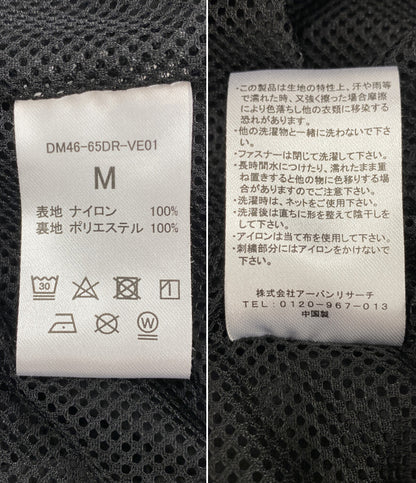 DM46-65DR-VE01
M
表地 ナイロン 100%
裏地 ポリエステル 100%
30
W
・この製品は生地の特性上、汗や雨等
で濡れた時、又強く擦った場合摩擦
により色落ちし他の衣類に移染する
恐れがあります。
・他の洗濯物と一緒に洗わないで下さ
い。
・ファスナーは閉じて洗濯して下さい。
・長時間水につけたり、濡れたまま重
ね置きすると他の物に色移りする場
合がありますのでご注意下さい。
・洗濯時は、ネットをご使用下さい。
・洗濯後は直ちに形を整えて陰干しを
して下さい。
・アイロンは当て布を使用して下さい。
・刺繍部分にはアイロンをかけないで
下さい。
株式会社アーバンリサーチ
TEL:0120-967-013
中国製